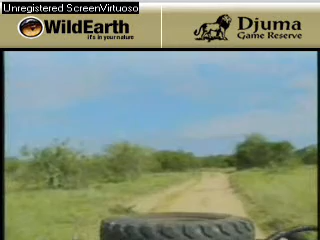 Unregistered ScreenVirtuoso
WildEarth
it's in your nature
Djuma
Game Reserve